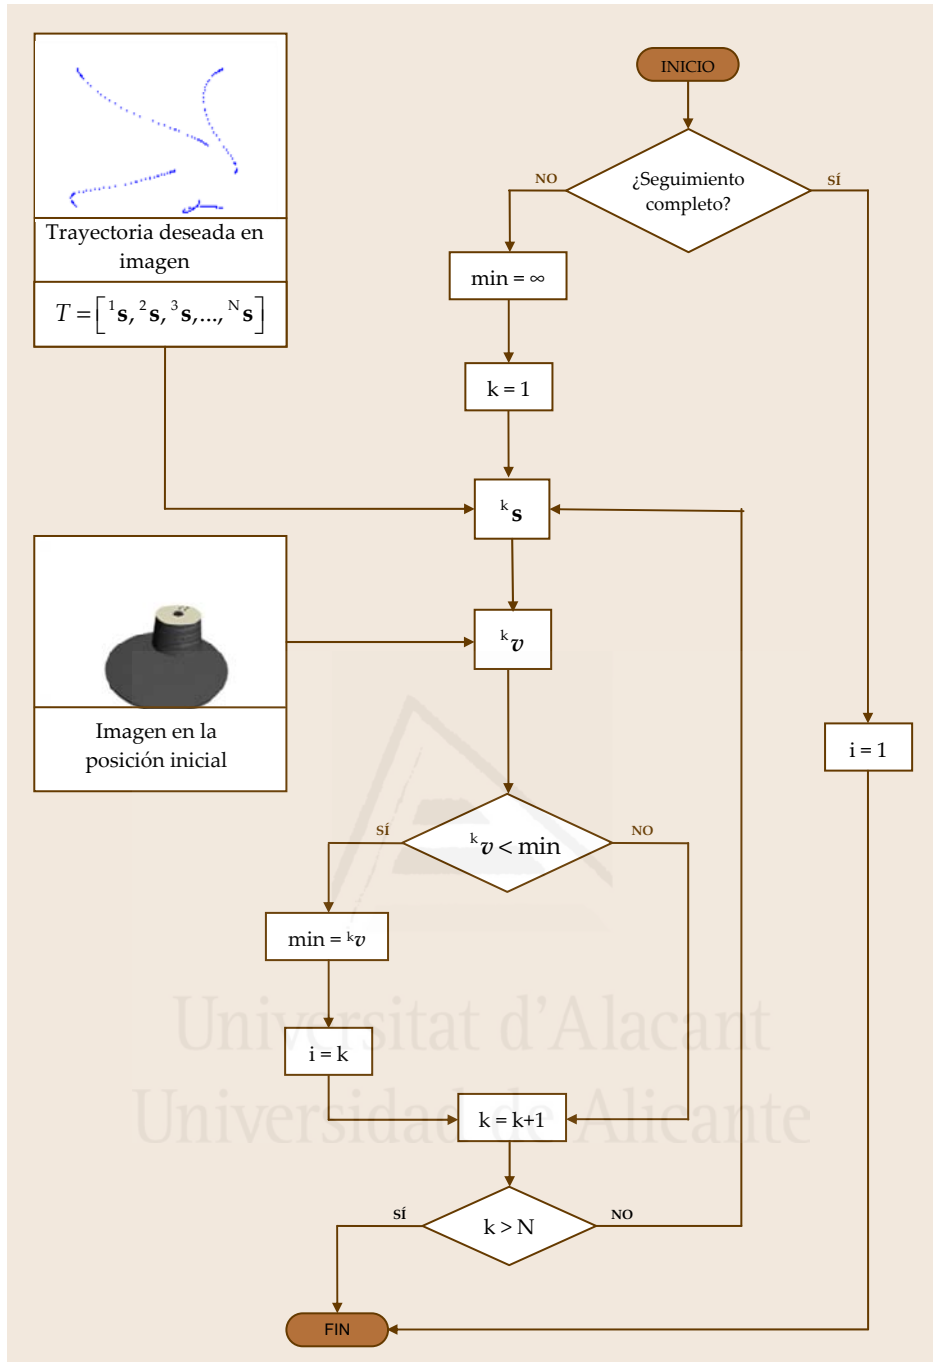 INICIO
¿Seguimiento
completo?
NO
SÍ
Trayectoria deseada en
imagen
T = [ ¹s, ²s, ³s,..., ᴺs ]
min = ∞
k = 1
ᵏs
ᵏv
Imagen en la
posición inicial
i = 1
SÍ
NO
ᵏv < min
min = ᵏv
i = k
Universitat d'Alacant
Universidad de Alicante
k = k+1
SÍ
NO
k > N
FIN